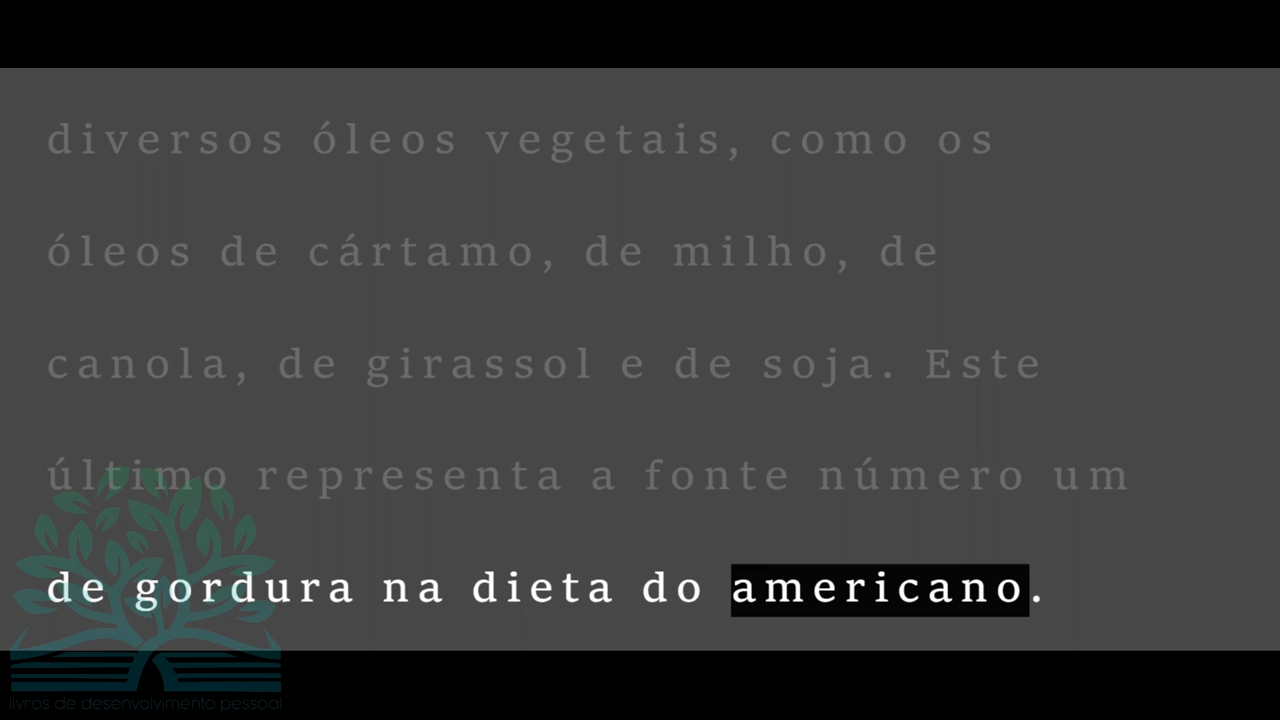 diversos óleos vegetais, como os
óleos de cártamo, de milho, de
canola, de girassol e de soja. Este
último representa a fonte número um
de gordura na dieta do americano.
livros de desenvolvimento pessoal